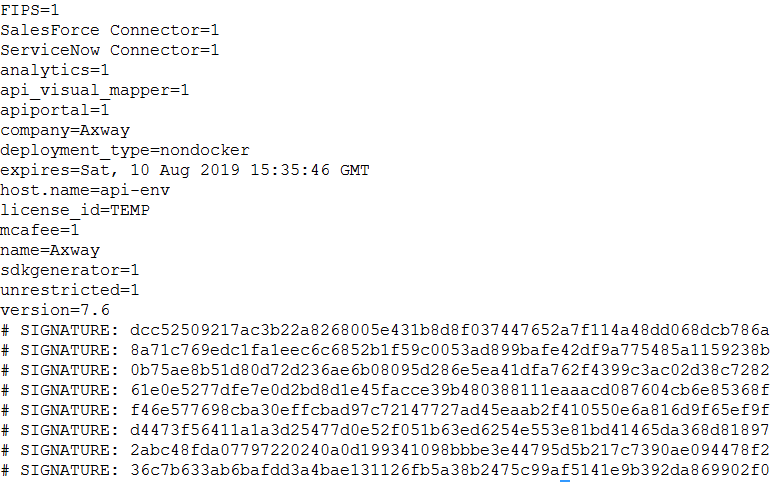 FIPS=1
SalesForce Connector=1
ServiceNow Connector=1
analytics=1
api_visual_mapper=1
apiportal=1
company=Axway
deployment_type=nondocker
expires=Sat, 10 Aug 2019 15:35:46 GMT
host.name=api-env
license_id=TEMP
mcafee=1
name=Axway
sdkgenerator=1
unrestricted=1
version=7.6
# SIGNATURE: dcc52509217ac3b22a8268005e431b8d8f037447652a7f114a48dd068dcb786a
# SIGNATURE: 8a71c769edc1fa1eec6c6852b1f59c0053ad899bafe42df9a775485a1159238b
# SIGNATURE: 0b75ae8b51d80d72d236ae6b08095d286e5ea41dfa762f4399c3ac02d38c7282
# SIGNATURE: 61e0e5277dfe7e0d2bd8d1e45facce39b480388111eaaacd087604cb6e85368f
# SIGNATURE: f46e577698cba30effcbad97c72147727ad45eaab2f410550e6a816d9f65ef9f
# SIGNATURE: d4473f56411a1a3d25477d0e52f051b63ed6254e553e81bd41465da368d81897
# SIGNATURE: 2abc48fda07797220240a0d199341098bbbe3e44795d5b217c7390ae094478f2
# SIGNATURE: 36c7b633ab6bafdd3a4bae131126fb5a38b2475c99af5141e9b392da869902f0